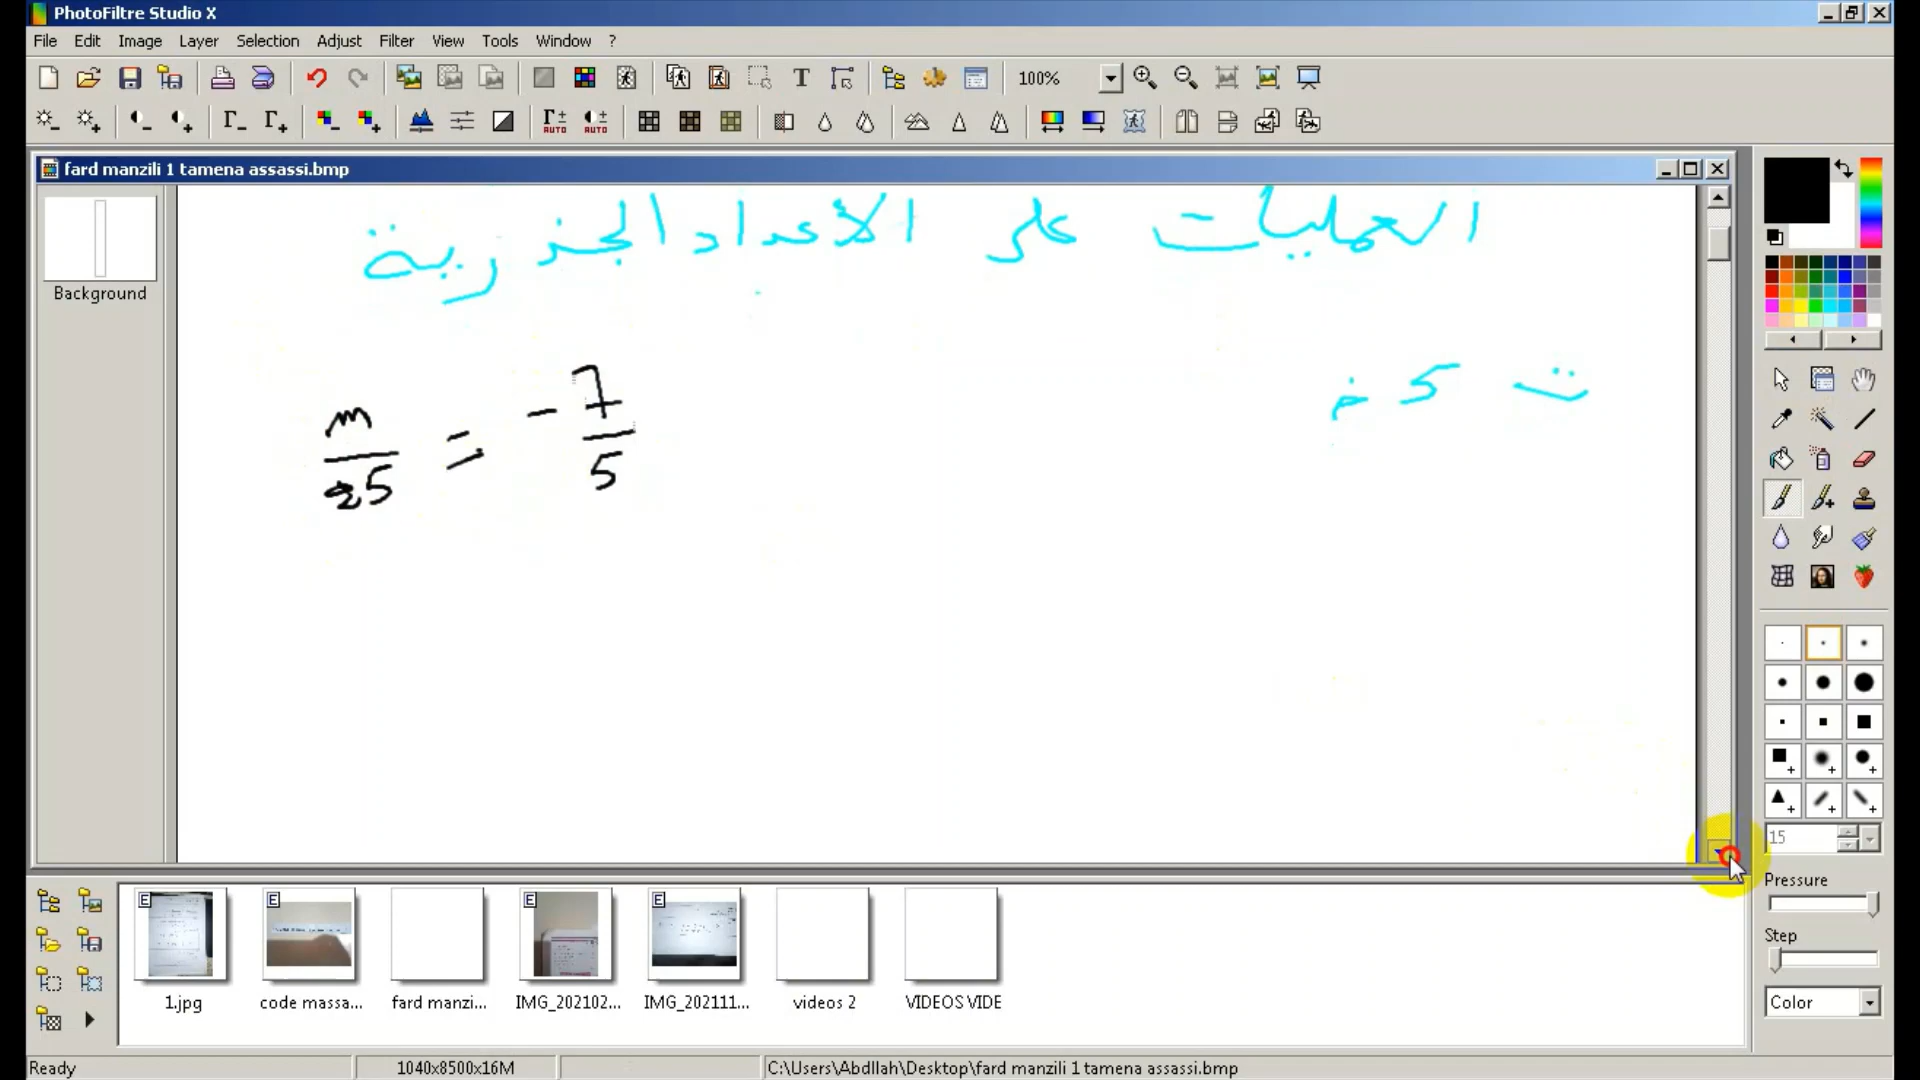 PhotoFiltre Studio X
File Edit Image Layer Selection Adjust Filter View Tools Window ?
100%
fard manzili 1 tamena assassi.bmp
Background
العمليات على الأعداد الجذرية
ت 5 م
m/25 = -7/5
15
Pressure
Step
Color
1.jpg code massa... fard manzi... IMG_202102... IMG_202111... videos 2 VIDEOS VIDE
Ready 1040x8500x16M C:\Users\Abdllah\Desktop\fard manzili 1 tamena assassi.bmp